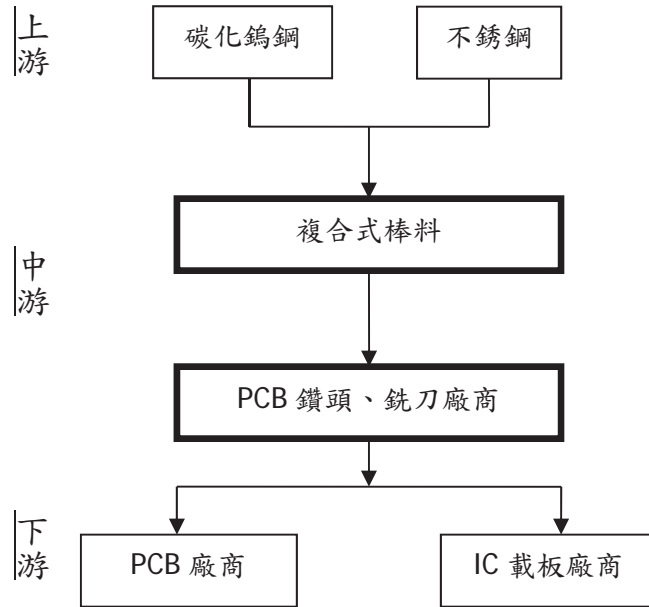 上游
碳化鎢鋼
不銹鋼
複合式棒料
中游
PCB 鑽頭、銑刀廠商
下游
PCB 廠商
IC 載板廠商